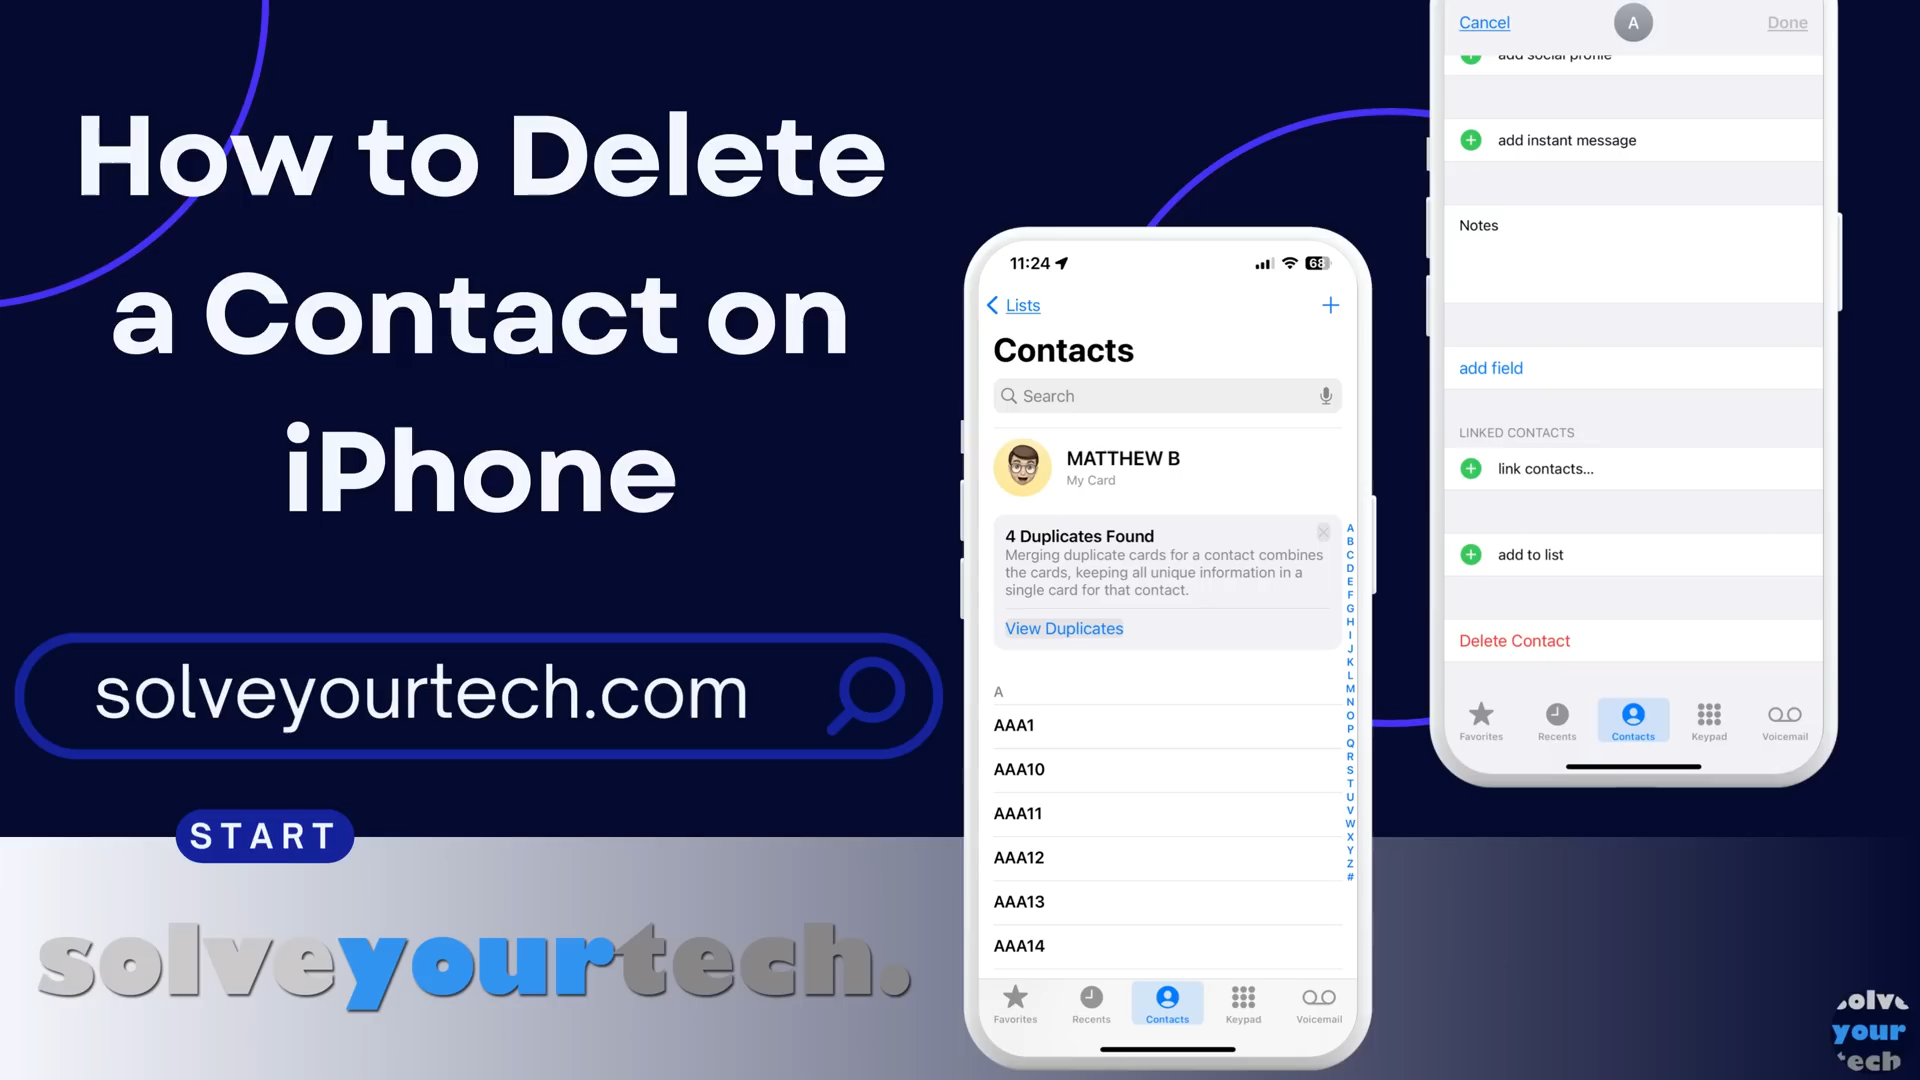 How to Delete
a Contact on
iPhone
solveyourtech.com
START
solveyourtech.
11:24
68
Lists
Contacts
Search
MATTHEW B
My Card
4 Duplicates Found
Merging duplicate cards for a contact combines
the cards, keeping all unique information in a
single card for that contact.
View Duplicates
A
AAA1
AAA10
AAA11
AAA12
AAA13
AAA14
A
B
C
D
E
F
G
H
I
J
K
L
M
N
O
P
Q
R
S
T
U
V
W
X
Y
Z
#
Favorites
Recents
Contacts
Keypad
Voicemail
Cancel
A
Done
add social profile
add instant message
Notes
add field
LINKED CONTACTS
link contacts...
add to list
Delete Contact
Favorites
Recents
Contacts
Keypad
Voicemail
solve
your
tech